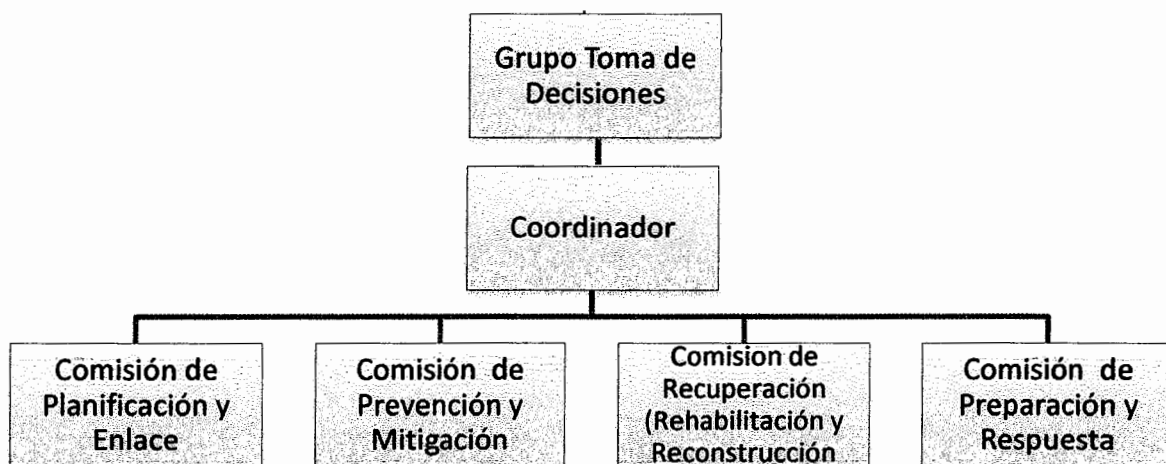 Grupo Toma de
Decisiones
Coordinador
Comisión de
Planificación y
Enlace
Comisión de
Prevención y
Mitigación
Comision de
Recuperación
(Rehabilitación y
Reconstrucción
Comisión de
Preparación y
Respuesta